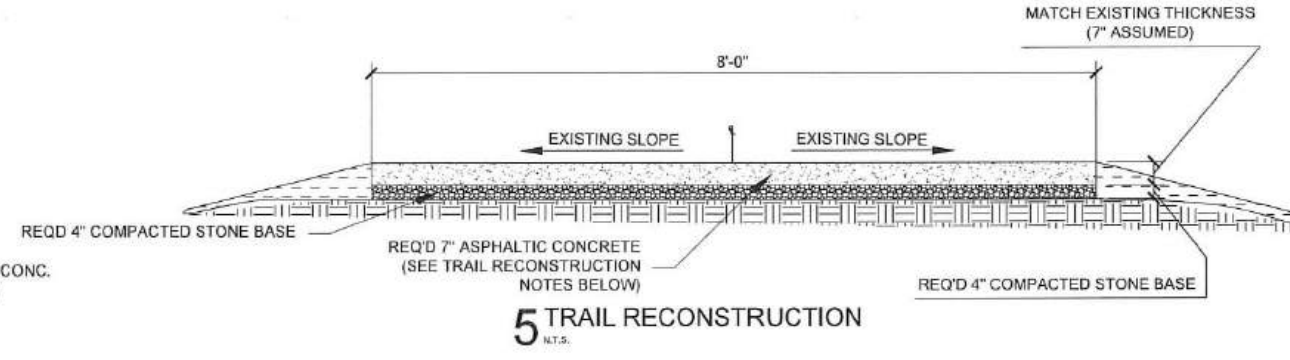 MATCH EXISTING THICKNESS
(7" ASSUMED)
8'-0"
EXISTING SLOPE
EXISTING SLOPE
REQD 4" COMPACTED STONE BASE
REQ'D 7" ASPHALTIC CONCRETE
(SEE TRAIL RECONSTRUCTION
NOTES BELOW)
CONC.
REQ'D 4" COMPACTED STONE BASE
5 TRAIL RECONSTRUCTION
N.T.S.